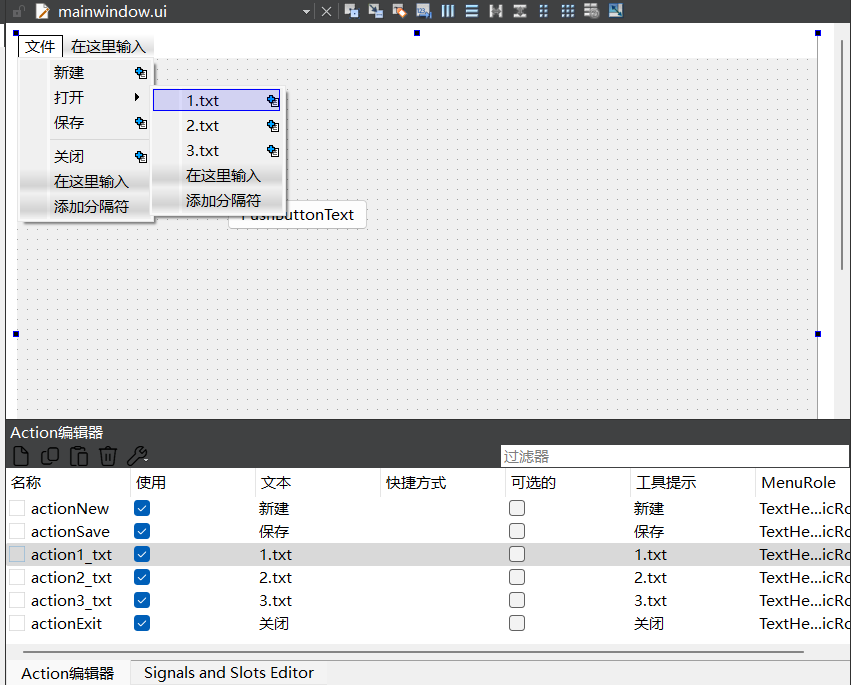 mainwindow.ui
文件 在这里输入
新建
打开
保存
关闭
在这里输入
添加分隔符
1.txt
2.txt
3.txt
在这里输入
添加分隔符
PushButtonText
Action编辑器
过滤器
名称 使用 文本 快捷方式 可选的 工具提示 MenuRole
actionNew 新建 新建 TextHe...icRo
actionSave 保存 保存 TextHe...icRo
action1_txt 1.txt 1.txt TextHe...icRo
action2_txt 2.txt 2.txt TextHe...icRo
action3_txt 3.txt 3.txt TextHe...icRo
actionExit 关闭 关闭 TextHe...icRo
Action编辑器 Signals and Slots Editor